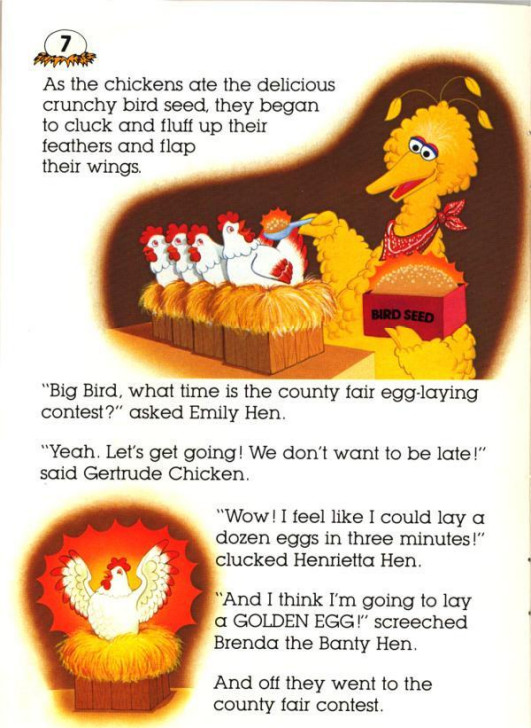 7
As the chickens ate the delicious
crunchy bird seed, they began
to cluck and fluff up their
feathers and flap
their wings.
BIRD SEED
"Big Bird, what time is the county fair egg-laying
contest?" asked Emily Hen.
"Yeah. Let's get going! We don't want to be late!"
said Gertrude Chicken.
"Wow! I feel like I could lay a
dozen eggs in three minutes!"
clucked Henrietta Hen.
"And I think I'm going to lay
a GOLDEN EGG!" screeched
Brenda the Banty Hen.
And off they went to the
county fair contest.